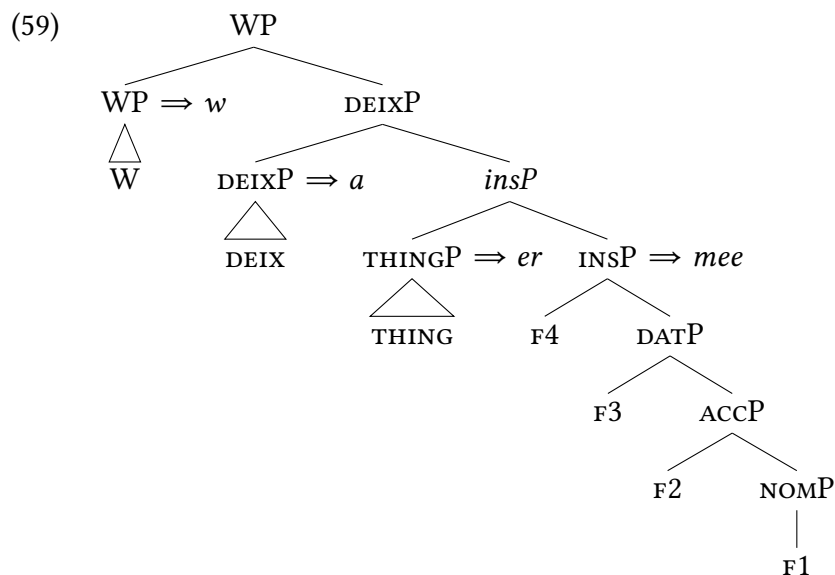 (59) WP
WP ⇒ w DEIXP
W DEIXP ⇒ a insP
DEIX THINGP ⇒ er INSP ⇒ mee
THING F4 DATP
F3 ACCP
F2 NOMP
F1